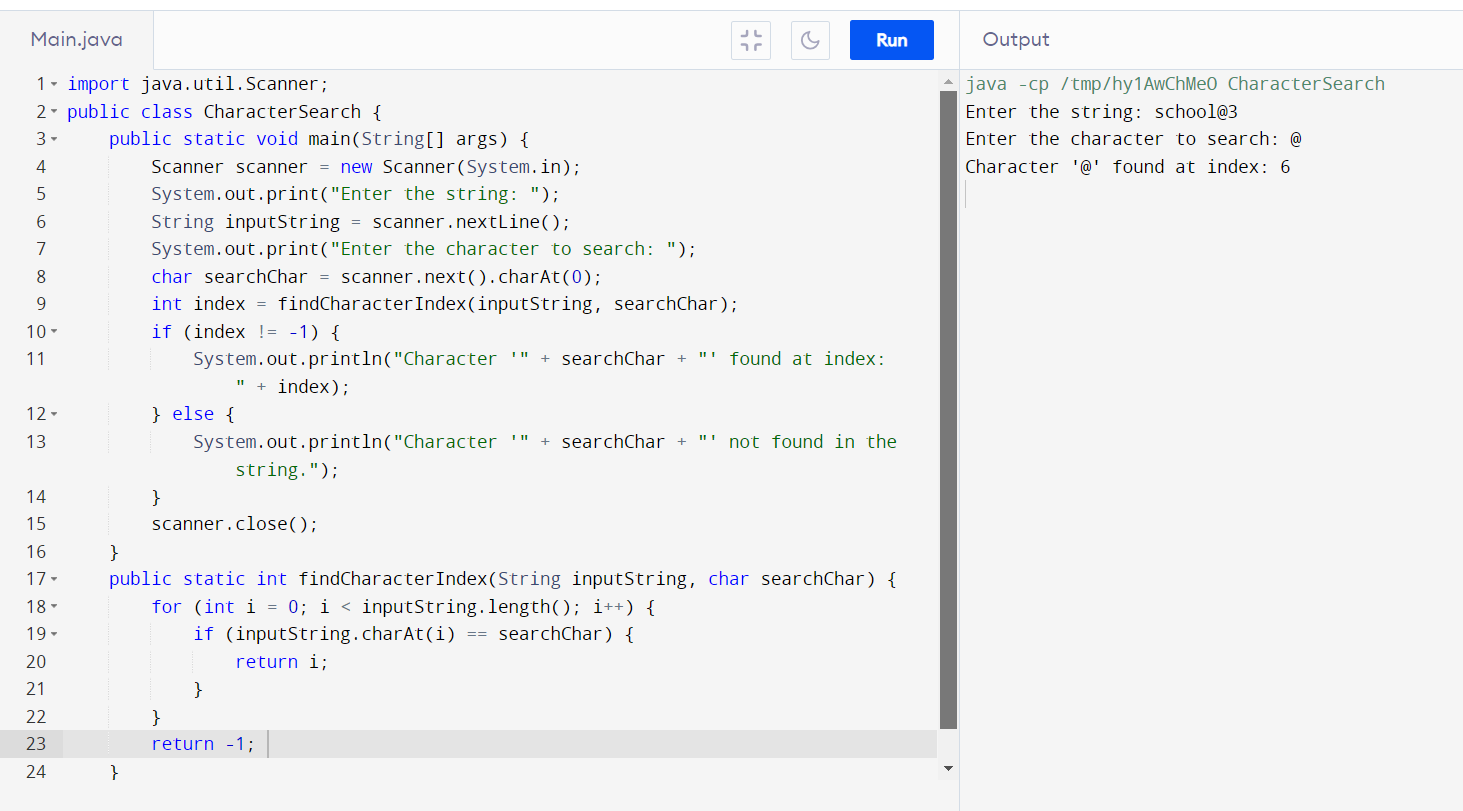 Main.java
Run
Output
1 import java.util.Scanner;
2 public class CharacterSearch {
3     public static void main(String[] args) {
4         Scanner scanner = new Scanner(System.in);
5         System.out.print("Enter the string: ");
6         String inputString = scanner.nextLine();
7         System.out.print("Enter the character to search: ");
8         char searchChar = scanner.next().charAt(0);
9         int index = findCharacterIndex(inputString, searchChar);
10         if (index != -1) {
11             System.out.println("Character '" + searchChar + "' found at index:
" + index);
12         } else {
13             System.out.println("Character '" + searchChar + "' not found in the
string.");
14         }
15         scanner.close();
16     }
17     public static int findCharacterIndex(String inputString, char searchChar) {
18         for (int i = 0; i < inputString.length(); i++) {
19             if (inputString.charAt(i) == searchChar) {
20                 return i;
21             }
22         }
23         return -1;
24     }
java -cp /tmp/hy1AwChMeO CharacterSearch
Enter the string: school@3
Enter the character to search: @
Character '@' found at index: 6